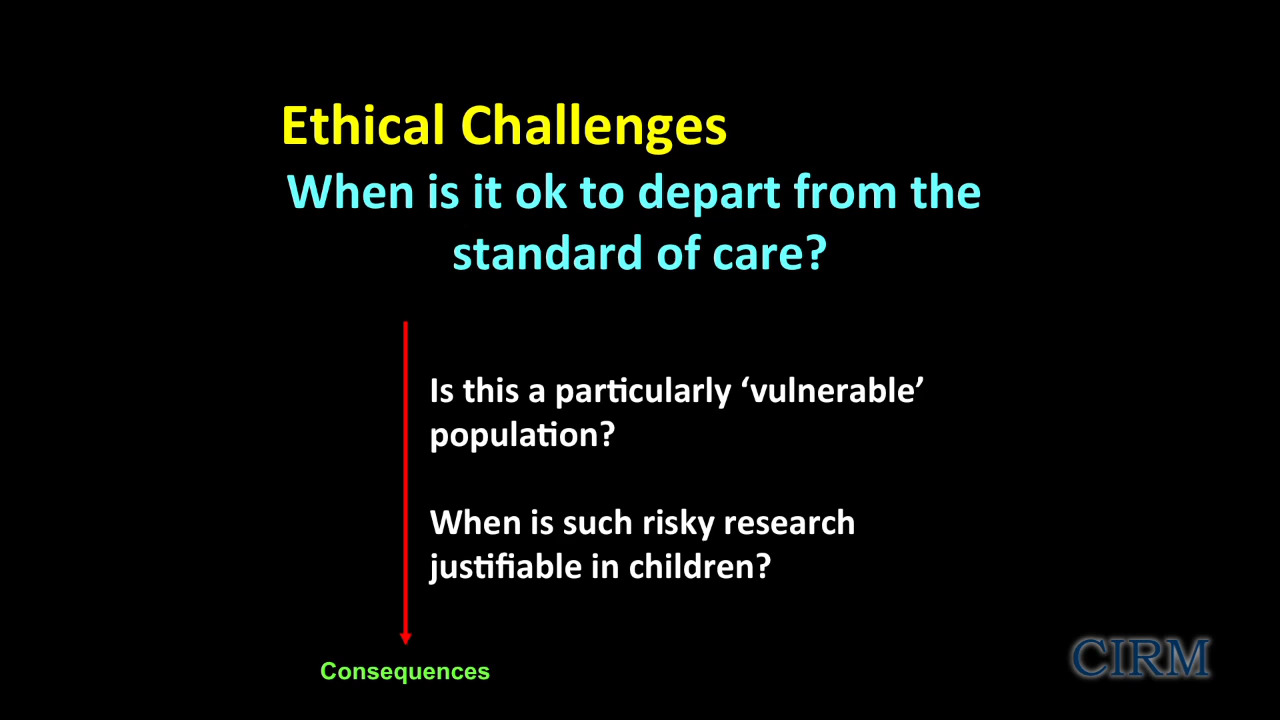 Ethical Challenges
When is it ok to depart from the
standard of care?
Is this a particularly ‘vulnerable’
population?
When is such risky research
justifiable in children?
Consequences
CIRM